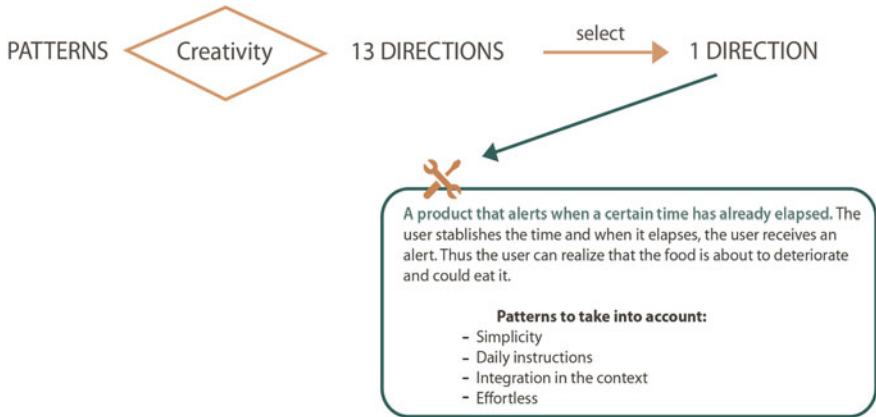 select
PATTERNS Creativity 13 DIRECTIONS 1 DIRECTION
A product that alerts when a certain time has already elapsed. The
user stablishes the time and when it elapses, the user receives an
alert. Thus the user can realize that the food is about to deteriorate
and could eat it.
Patterns to take into account:
- Simplicity
- Daily instructions
- Integration in the context
- Effortless